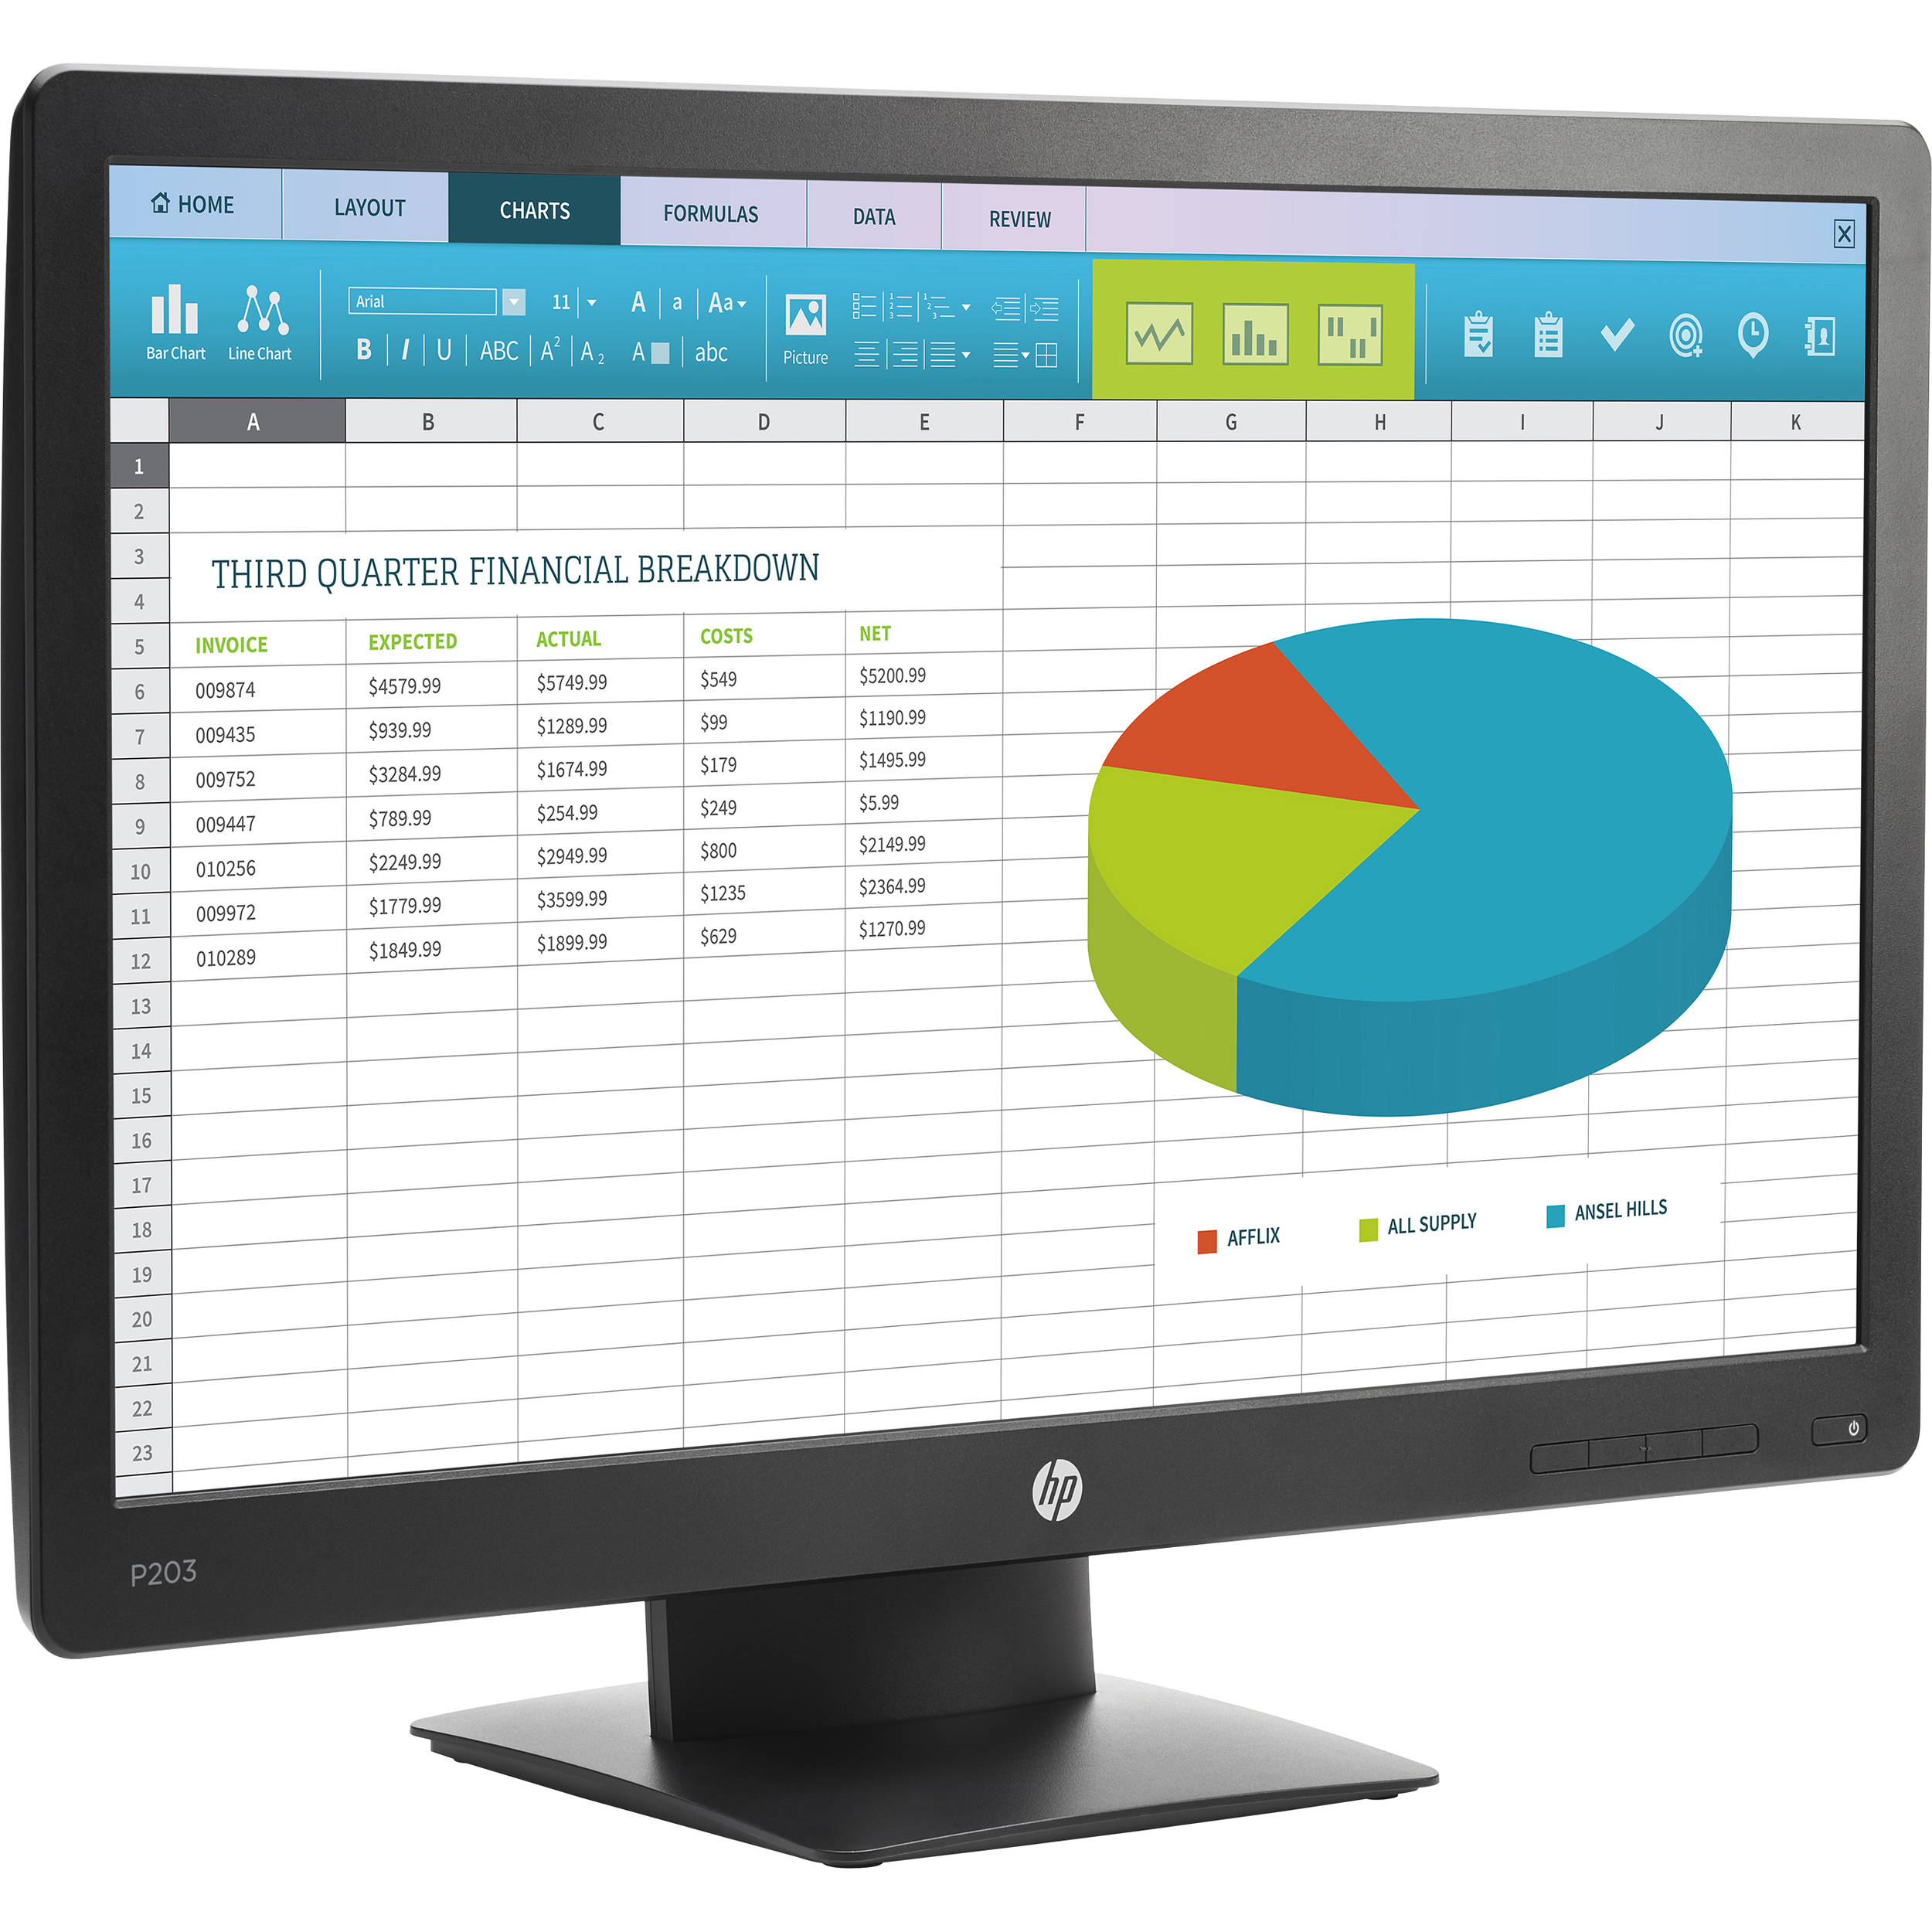 HOME LAYOUT CHARTS FORMULAS DATA REVIEW
Arial 11 A a Aa
Bar Chart Line Chart B I U ABC A2 A2 A abc Picture
A B C D E F G H I J K
1
2
3 THIRD QUARTER FINANCIAL BREAKDOWN
4
5 INVOICE EXPECTED ACTUAL COSTS NET
6 009874 $4579.99 $5749.99 $549 $5200.99
7 009435 $939.99 $1289.99 $99 $1190.99
8 009752 $3284.99 $1674.99 $179 $1495.99
9 009447 $789.99 $254.99 $249 $5.99
10 010256 $2249.99 $2949.99 $800 $2149.99
11 009972 $1779.99 $3599.99 $1235 $2364.99
12 010289 $1849.99 $1899.99 $629 $1270.99
13
14
15
16
17
18
19
20
21
22
23
AFFLIX ALL SUPPLY ANSEL HILLS
hp
P203